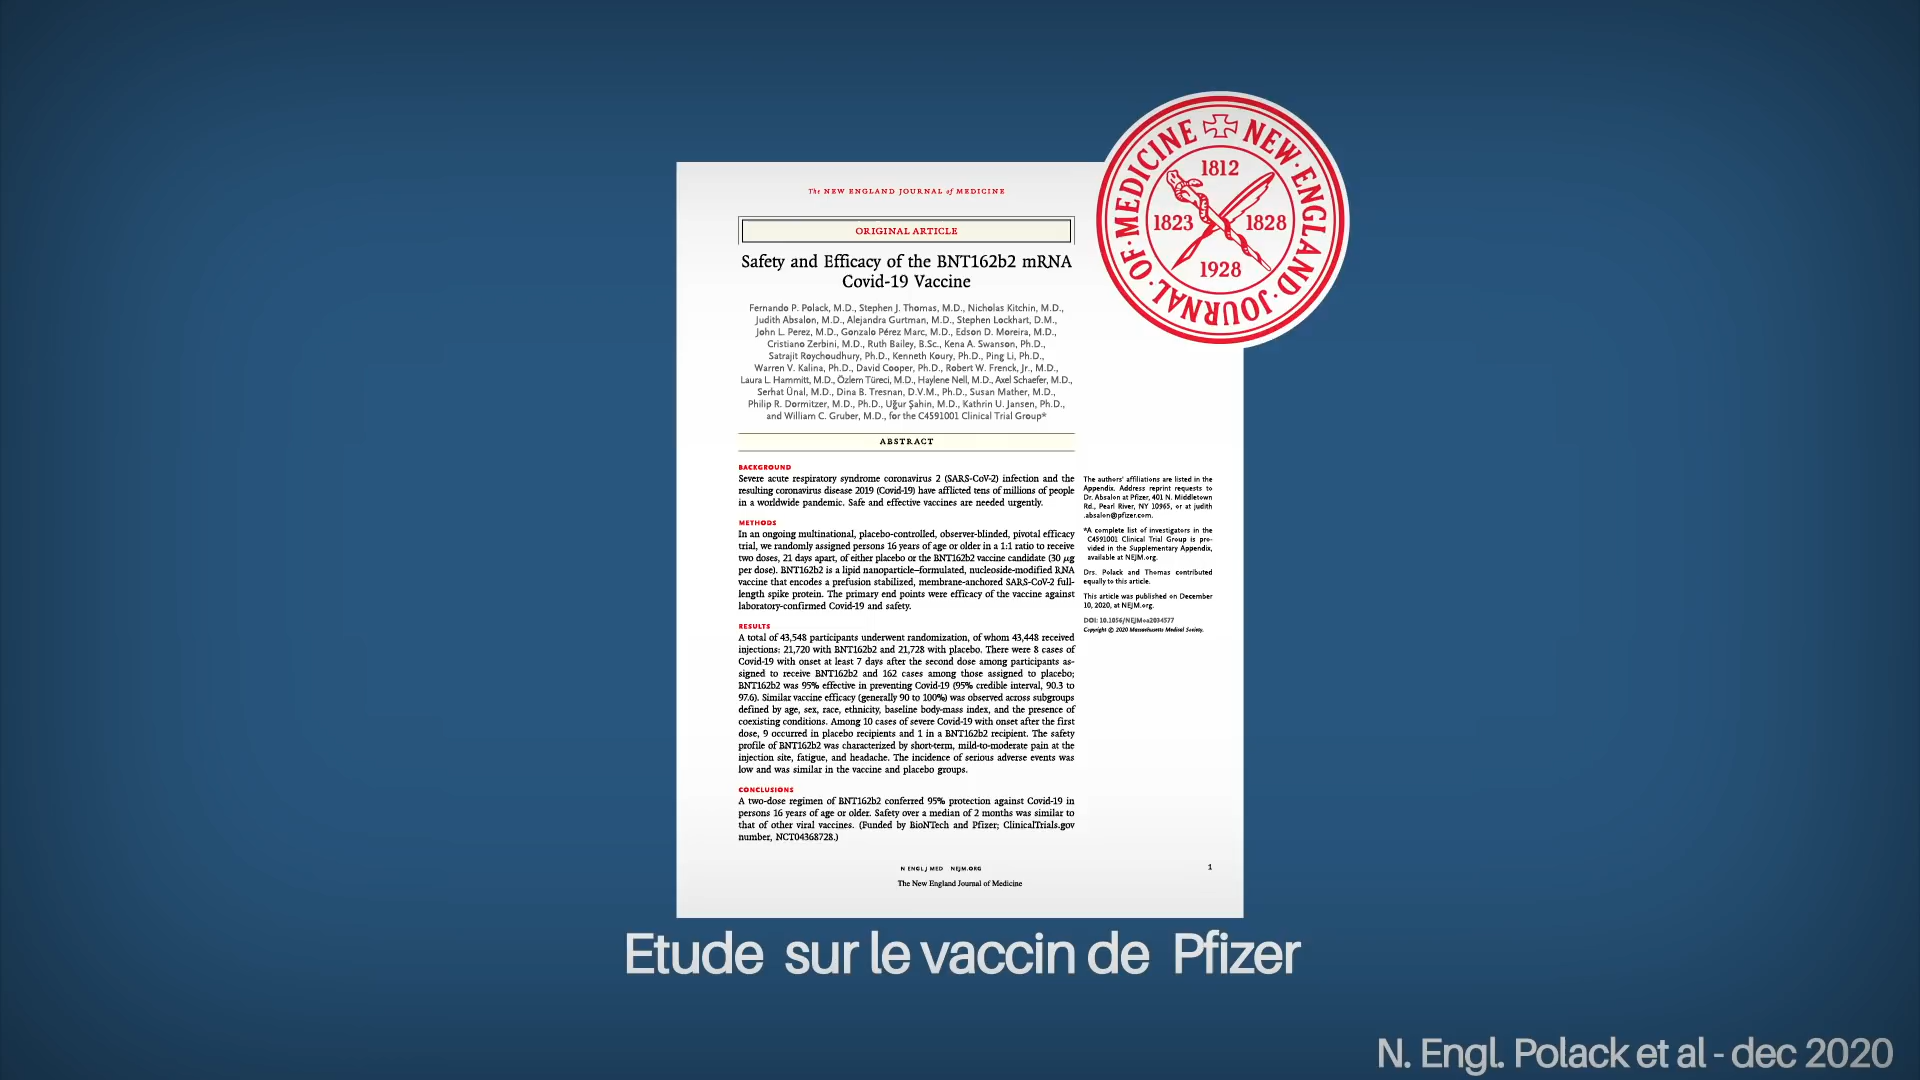 The NEW ENGLAND JOURNAL of MEDICINE
ORIGINAL ARTICLE
Safety and Efficacy of the BNT162b2 mRNA
Covid-19 Vaccine
Fernando P. Polack, M.D., Stephen J. Thomas, M.D., Nicholas Kitchin, M.D.,
Judith Absalon, M.D., Alejandra Gurtman, M.D., Stephen Lockhart, D.M.,
John L. Perez, M.D., Gonzalo Pérez Marc, M.D., Edson D. Moreira, M.D.,
Cristiano Zerbini, M.D., Ruth Bailey, B.Sc., Kena A. Swanson, Ph.D.,
Satrajit Roychoudhury, Ph.D., Kenneth Koury, Ph.D., Ping Li, Ph.D.,
Warren V. Kalina, Ph.D., David Cooper, Ph.D., Robert W. Frenck, Jr., M.D.,
Laura L. Hammitt, M.D., Özlem Türeci, M.D., Haylene Nell, M.D., Axel Schaefer, M.D.,
Serhat Ünal, M.D., Dina B. Tresnan, D.V.M., Ph.D., Susan Mather, M.D.,
Philip R. Dormitzer, M.D., Ph.D., Uğur Şahin, M.D., Kathrin U. Jansen, Ph.D.,
and William C. Gruber, M.D., for the C4591001 Clinical Trial Group*
ABSTRACT
BACKGROUND
Severe acute respiratory syndrome coronavirus 2 (SARS-CoV-2) infection and the
resulting coronavirus disease 2019 (Covid-19) have afflicted tens of millions of people
in a worldwide pandemic. Safe and effective vaccines are needed urgently.
METHODS
In an ongoing multinational, placebo-controlled, observer-blinded, pivotal efficacy
trial, we randomly assigned persons 16 years of age or older in a 1:1 ratio to receive
two doses, 21 days apart, of either placebo or the BNT162b2 vaccine candidate (30 μg
per dose). BNT162b2 is a lipid nanoparticle–formulated, nucleoside-modified RNA
vaccine that encodes a prefusion stabilized, membrane-anchored SARS-CoV-2 full-
length spike protein. The primary end points were efficacy of the vaccine against
laboratory-confirmed Covid-19 and safety.
RESULTS
A total of 43,548 participants underwent randomization, of whom 43,448 received
injections: 21,720 with BNT162b2 and 21,728 with placebo. There were 8 cases of
Covid-19 with onset at least 7 days after the second dose among participants as-
signed to receive BNT162b2 and 162 cases among those assigned to placebo;
BNT162b2 was 95% effective in preventing Covid-19 (95% credible interval, 90.3 to
97.6). Similar vaccine efficacy (generally 90 to 100%) was observed across subgroups
defined by age, sex, race, ethnicity, baseline body-mass index, and the presence of
coexisting conditions. Among 10 cases of severe Covid-19 with onset after the first
dose, 9 occurred in placebo recipients and 1 in a BNT162b2 recipient. The safety
profile of BNT162b2 was characterized by short-term, mild-to-moderate pain at the
injection site, fatigue, and headache. The incidence of serious adverse events was
low and was similar in the vaccine and placebo groups.
CONCLUSIONS
A two-dose regimen of BNT162b2 conferred 95% protection against Covid-19 in
persons 16 years of age or older. Safety over a median of 2 months was similar to
that of other viral vaccines. (Funded by BioNTech and Pfizer; ClinicalTrials.gov
number, NCT04368728.)
The authors' affiliations are listed in the
Appendix. Address reprint requests to
Dr. Absalon at Pfizer, 401 N. Middletown
Rd., Pearl River, NY 10965, or at judith
.absalon@pfizer.com.
*A complete list of investigators in the
C4591001 Clinical Trial Group is pro-
vided in the Supplementary Appendix,
available at NEJM.org.
Drs. Polack and Thomas contributed
equally to this article.
This article was published on December
10, 2020, at NEJM.org.
DOI: 10.1056/NEJMoa2034577
Copyright © 2020 Massachusetts Medical Society.
N ENGL J MED NEJM.ORG
1
The New England Journal of Medicine
NEW·ENGLAND·JOURNAL·OF·MEDICINE
1812
1823
1828
1928
Etude sur le vaccin de Pfizer
N. Engl. Polack et al - dec 2020